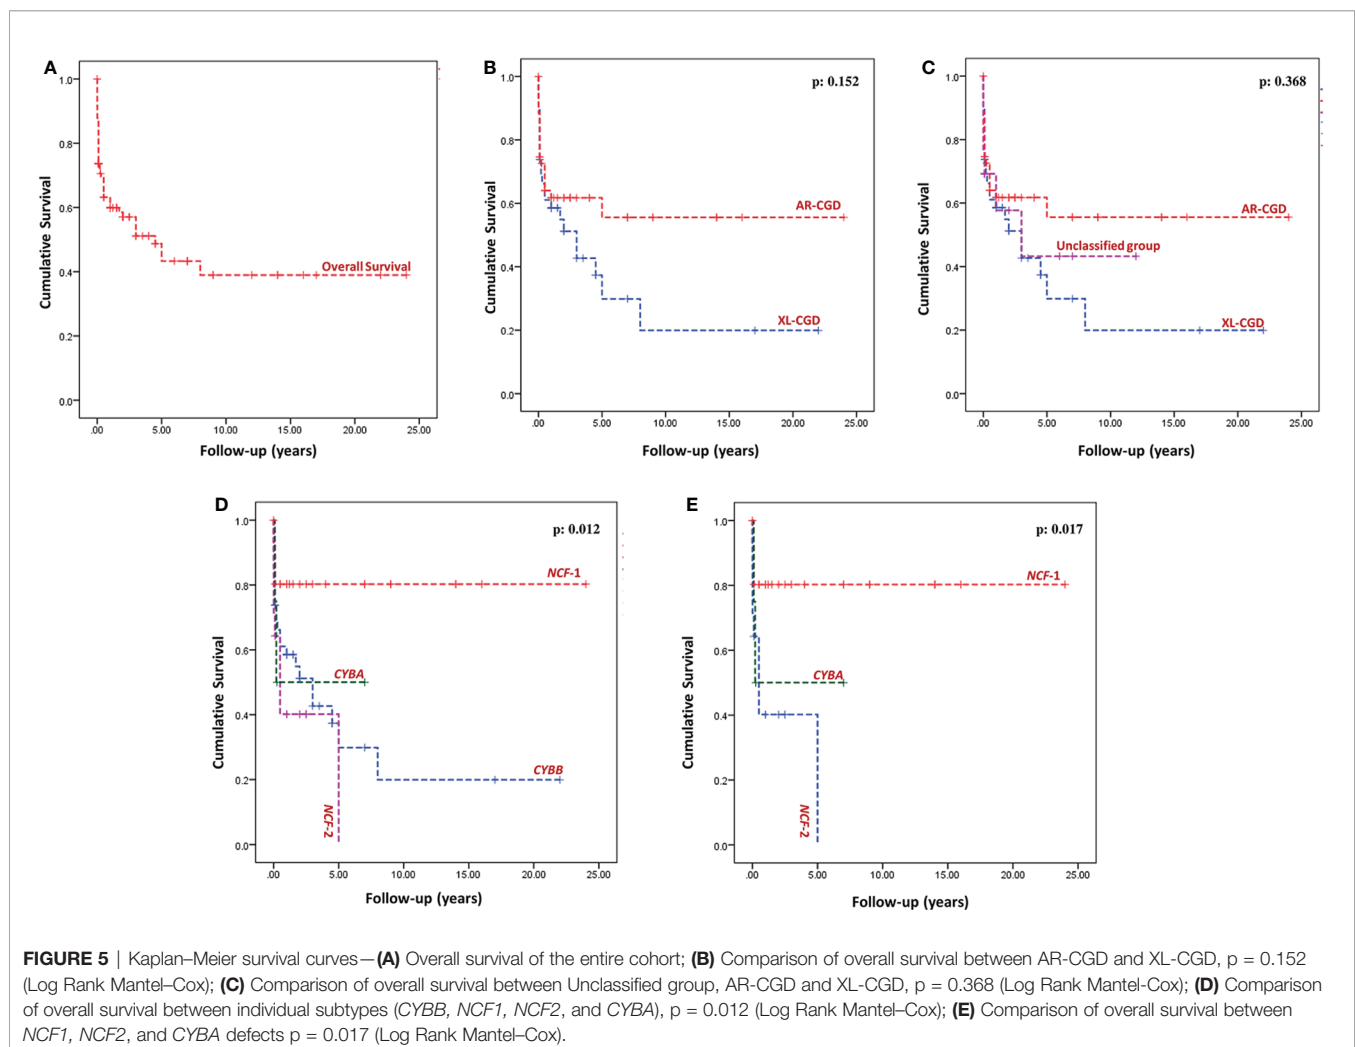 A
1.0
0.8
0.6
0.4
0.2
0.0
Cumulative Survival
Overall Survival
.00 5.00 10.00 15.00 20.00 25.00
Follow-up (years)
B
p: 0.152
1.0
0.8
0.6
0.4
0.2
0.0
Cumulative Survival
AR-CGD
XL-CGD
.00 5.00 10.00 15.00 20.00 25.00
Follow-up (years)
C
p: 0.368
1.0
0.8
0.6
0.4
0.2
0.0
Cumulative Survival
AR-CGD
Unclassified group
XL-CGD
.00 5.00 10.00 15.00 20.00 25.00
Follow-up (years)
D
p: 0.012
1.0
0.8
0.6
0.4
0.2
0.0
Cumulative Survival
NCF-1
CYBA
CYBB
NCF-2
.00 5.00 10.00 15.00 20.00 25.00
Follow-up (years)
E
p: 0.017
1.0
0.8
0.6
0.4
0.2
0.0
Cumulative Survival
NCF-1
CYBA
NCF-2
.00 5.00 10.00 15.00 20.00 25.00
Follow-up (years)
FIGURE 5 | Kaplan–Meier survival curves—(A) Overall survival of the entire cohort; (B) Comparison of overall survival between AR-CGD and XL-CGD, p = 0.152
(Log Rank Mantel–Cox); (C) Comparison of overall survival between Unclassified group, AR-CGD and XL-CGD, p = 0.368 (Log Rank Mantel-Cox); (D) Comparison
of overall survival between individual subtypes (CYBB, NCF1, NCF2, and CYBA), p = 0.012 (Log Rank Mantel–Cox); (E) Comparison of overall survival between
NCF1, NCF2, and CYBA defects p = 0.017 (Log Rank Mantel–Cox).